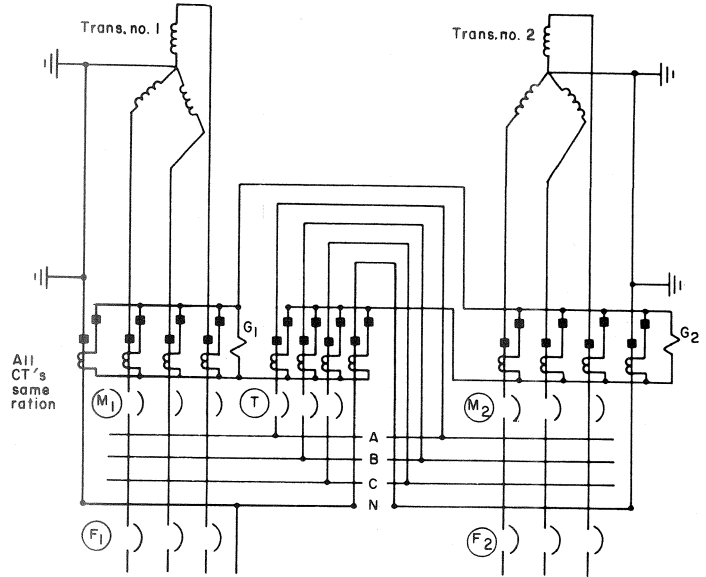 Trans. no. 1
Trans. no. 2
G1
G2
All
CT's
same
ration
M1
T
M2
A
B
C
N
F1
F2